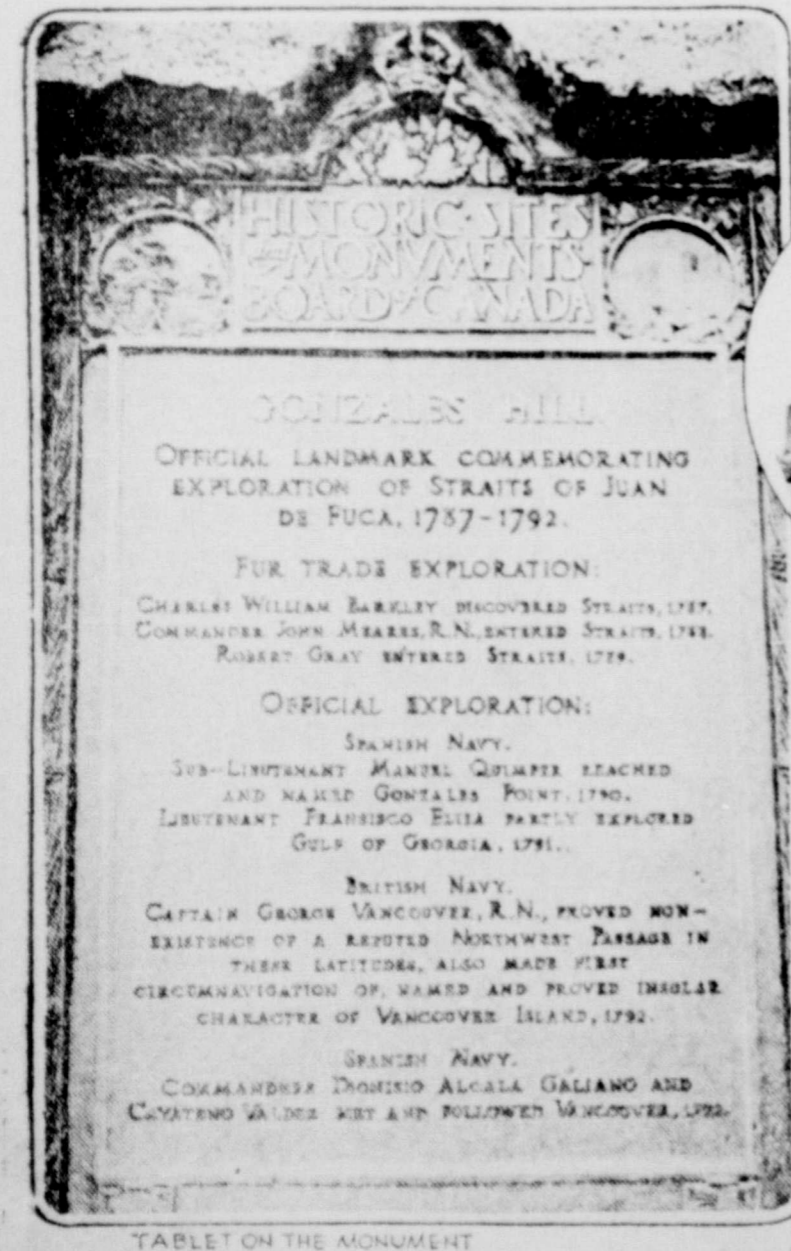 HISTORIC·SITES
and MONVMENTS·
BOARD of CANADA
GONZALES HILL.
OFFICIAL LANDMARK COMMEMORATING
EXPLORATION OF STRAITS OF JUAN
DE FUCA, 1787-1792.
FUR TRADE EXPLORATION:
CHARLES WILLIAM BARKLEY DISCOVERED STRAITS, 1787.
COMMANDER JOHN MEARES, R.N., ENTERED STRAITS, 1788.
ROBERT GRAY ENTERED STRAITS, 1789.
OFFICIAL EXPLORATION:
SPANISH NAVY.
SUB-LIEUTENANT MANUEL QUIMPER REACHED
AND NAMED GONZALES POINT, 1790.
LIEUTENANT FRANSISCO ELISA PARTLY EXPLORED
GULF OF GEORGIA, 1791.
BRITISH NAVY.
CAPTAIN GEORGE VANCOUVER, R.N., PROVED NON-
EXISTENCE OF A REPUTED NORTHWEST PASSAGE IN
THESE LATITUDES, ALSO MADE FIRST
CIRCUMNAVIGATION OF, NAMED AND PROVED INSULAR
CHARACTER OF VANCOUVER ISLAND, 1792.
SPANISH NAVY.
COMMANDERS DIONISIO ALCALA GALIANO AND
CAYATENO VALDEZ MET AND FOLLOWED VANCOUVER, 1792.
TABLET ON THE MONUMENT